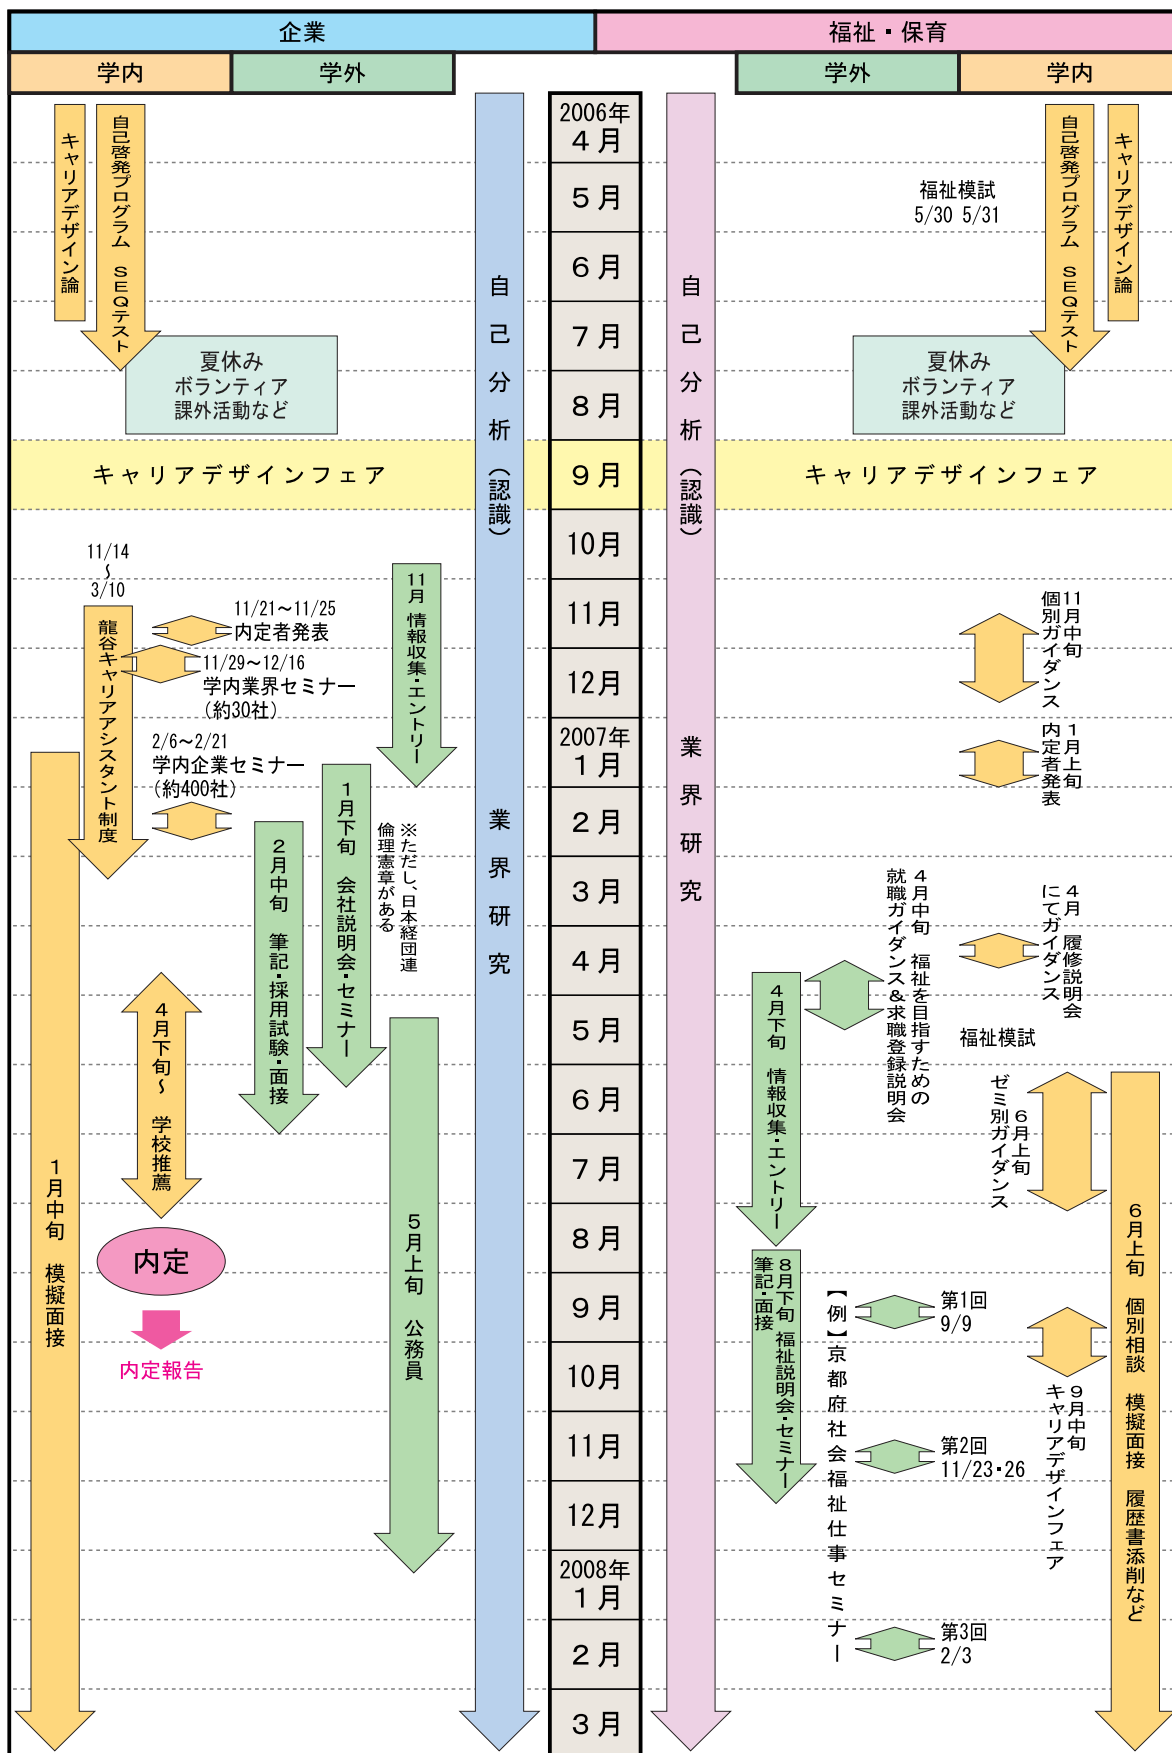 企業
福祉・保育
学内
学外
学外
学内
2006年
4月
5月
6月
7月
8月
9月
10月
11月
12月
2007年
1月
2月
3月
4月
5月
6月
7月
8月
9月
10月
11月
12月
2008年
1月
2月
3月
キャリアデザイン論
自己啓発プログラム SEQテスト
夏休み
ボランティア
課外活動など
キャリアデザインフェア
11/14
〜
3/10
龍谷キャリアアシスタント制度
11/21〜11/25
内定者発表
11/29〜12/16
学内業界セミナー
(約30社)
2/6〜2/21
学内企業セミナー
(約400社)
1月中旬 模擬面接
4月下旬〜 学校推薦
内定
内定報告
11月 情報収集・エントリー
1月下旬 会社説明会・セミナー
※ただし、日本経団連
倫理憲章がある
2月中旬 筆記・採用試験・面接
5月上旬 公務員
自己分析(認識) 業界研究
自己分析(認識) 業界研究
福祉模試
5/30 5/31
自己啓発プログラム SEQテスト
キャリアデザイン論
夏休み
ボランティア
課外活動など
キャリアデザインフェア
11月中旬
個別ガイダンス
1月上旬
内定者発表
4月中旬 福祉を目指すための
就職ガイダンス&求職登録説明会
4月 履修説明会
にてガイダンス
4月下旬 情報収集・エントリー
福祉模試
6月上旬
ゼミ別ガイダンス
6月上旬 個別相談 模擬面接 履歴書添削など
8月下旬 福祉説明会・セミナー
筆記・面接
【例】京都府社会福祉仕事セミナー
第1回
9/9
第2回
11/23・26
第3回
2/3
9月中旬
キャリアデザインフェア